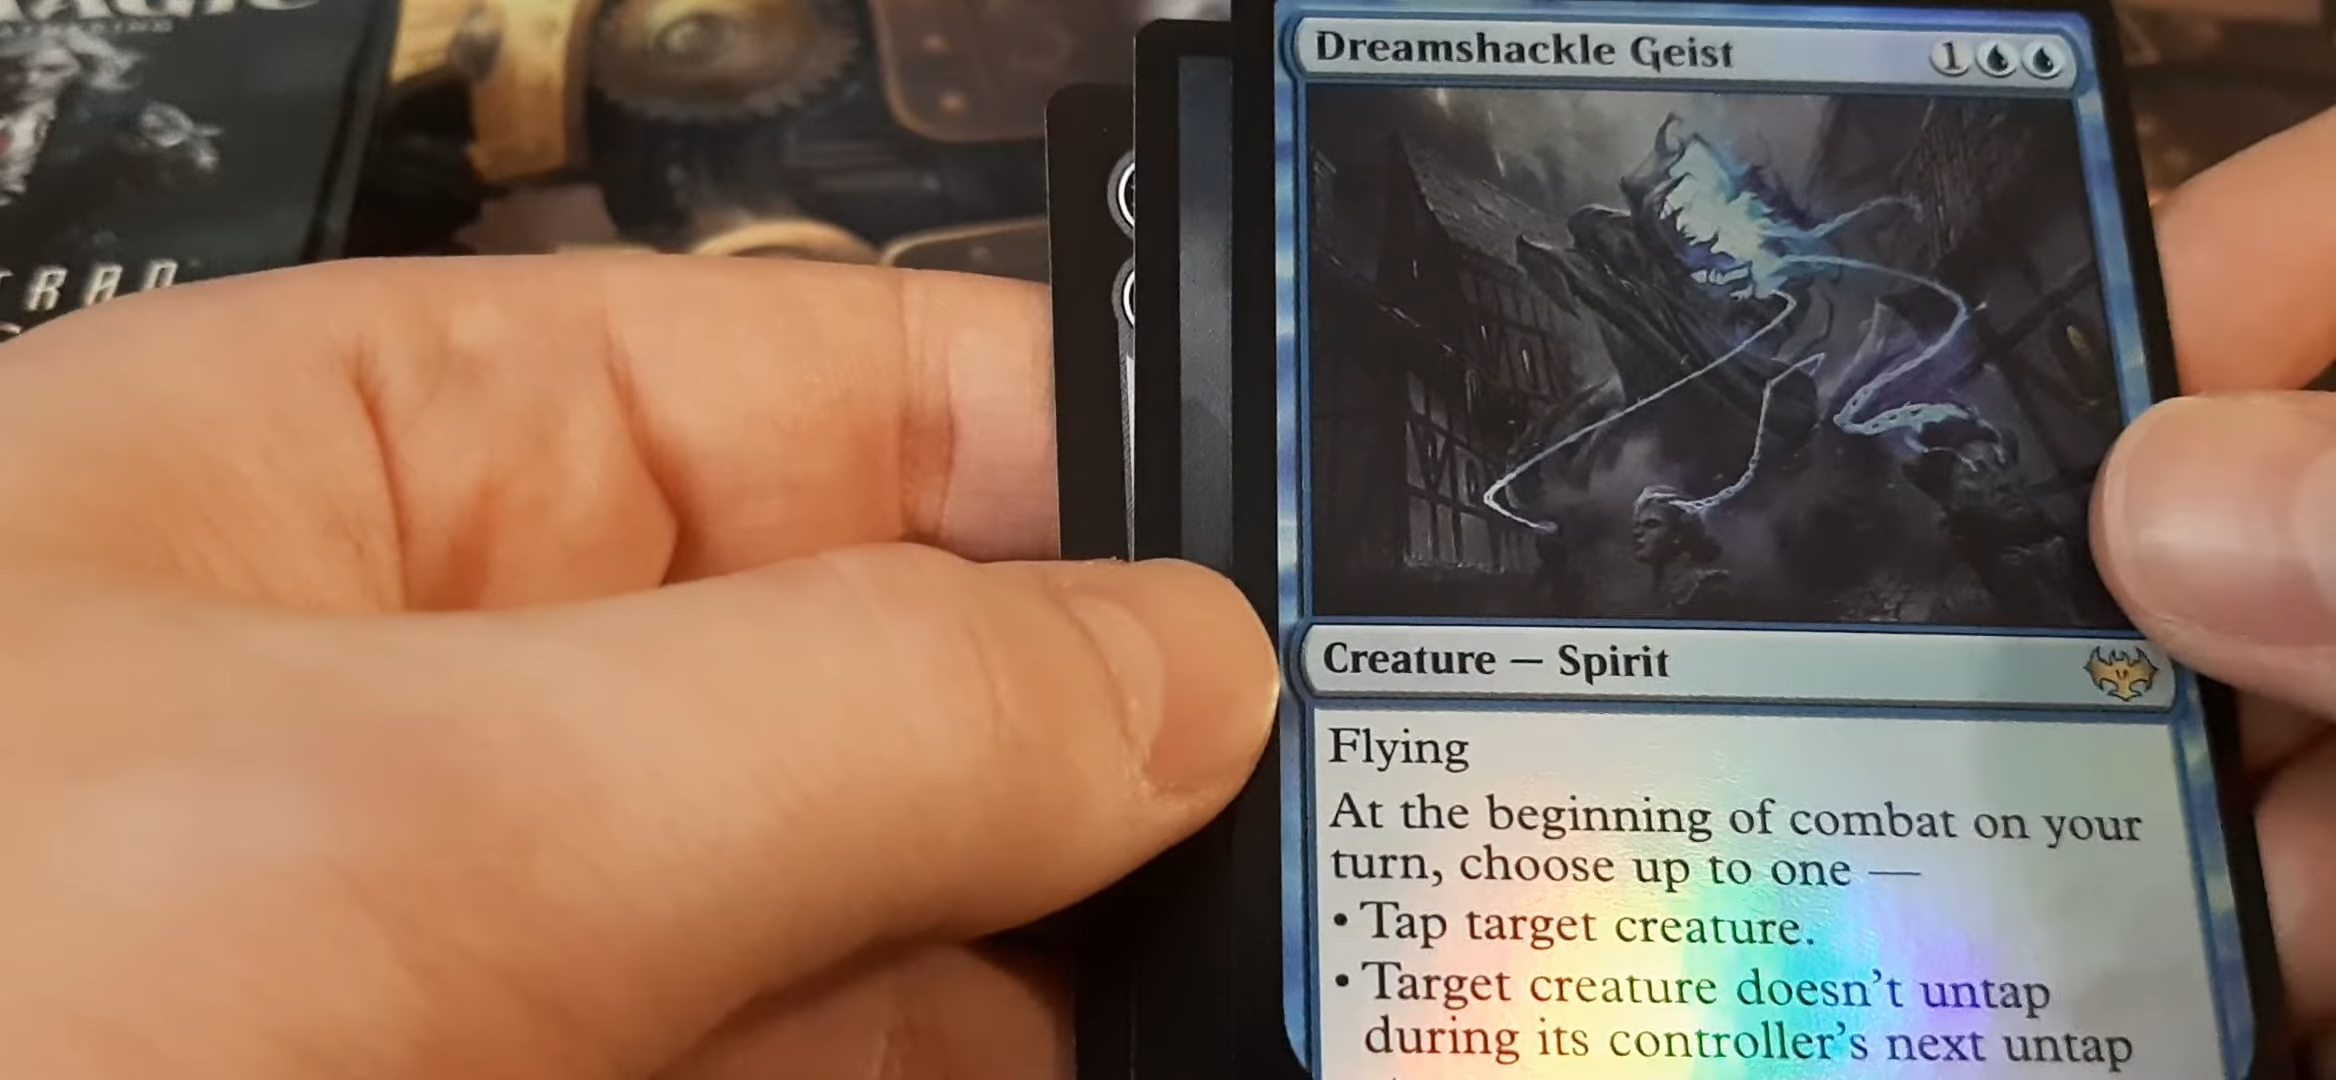 Dreamshackle Geist 1
Creature — Spirit
Flying
At the beginning of combat on your
turn, choose up to one —
• Tap target creature.
• Target creature doesn't untap
during its controller's next untap